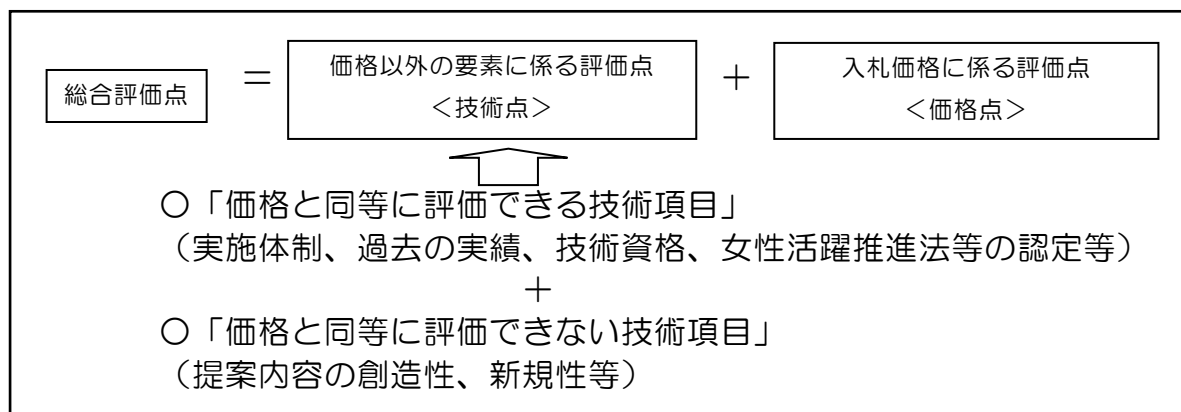 総合評価点 ＝ 価格以外の要素に係る評価点 ＋ 入札価格に係る評価点
＜技術点＞ ＜価格点＞
○「価格と同等に評価できる技術項目」
（実施体制、過去の実績、技術資格、女性活躍推進法等の認定等）
＋
○「価格と同等に評価できない技術項目」
（提案内容の創造性、新規性等）